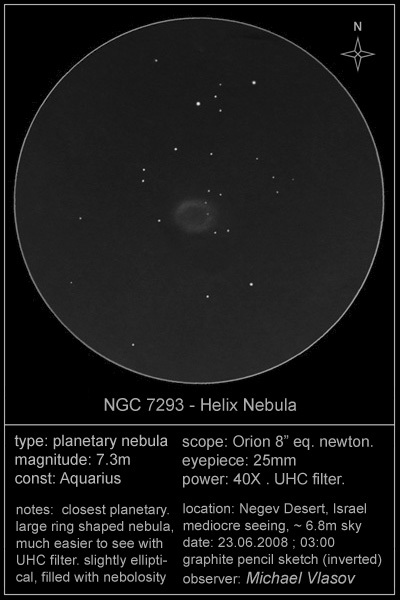 N
NGC 7293 - Helix Nebula
type: planetary nebula
magnitude: 7.3m
const: Aquarius
scope: Orion 8” eq. newton.
eyepiece: 25mm
power: 40X . UHC filter.
notes: closest planetary.
large ring shaped nebula,
much easier to see with
UHC filter. slightly ellipti-
cal, filled with nebolosity
location: Negev Desert, Israel
mediocre seeing, ~ 6.8m sky
date: 23.06.2008 ; 03:00
graphite pencil sketch (inverted)
observer: Michael Vlasov